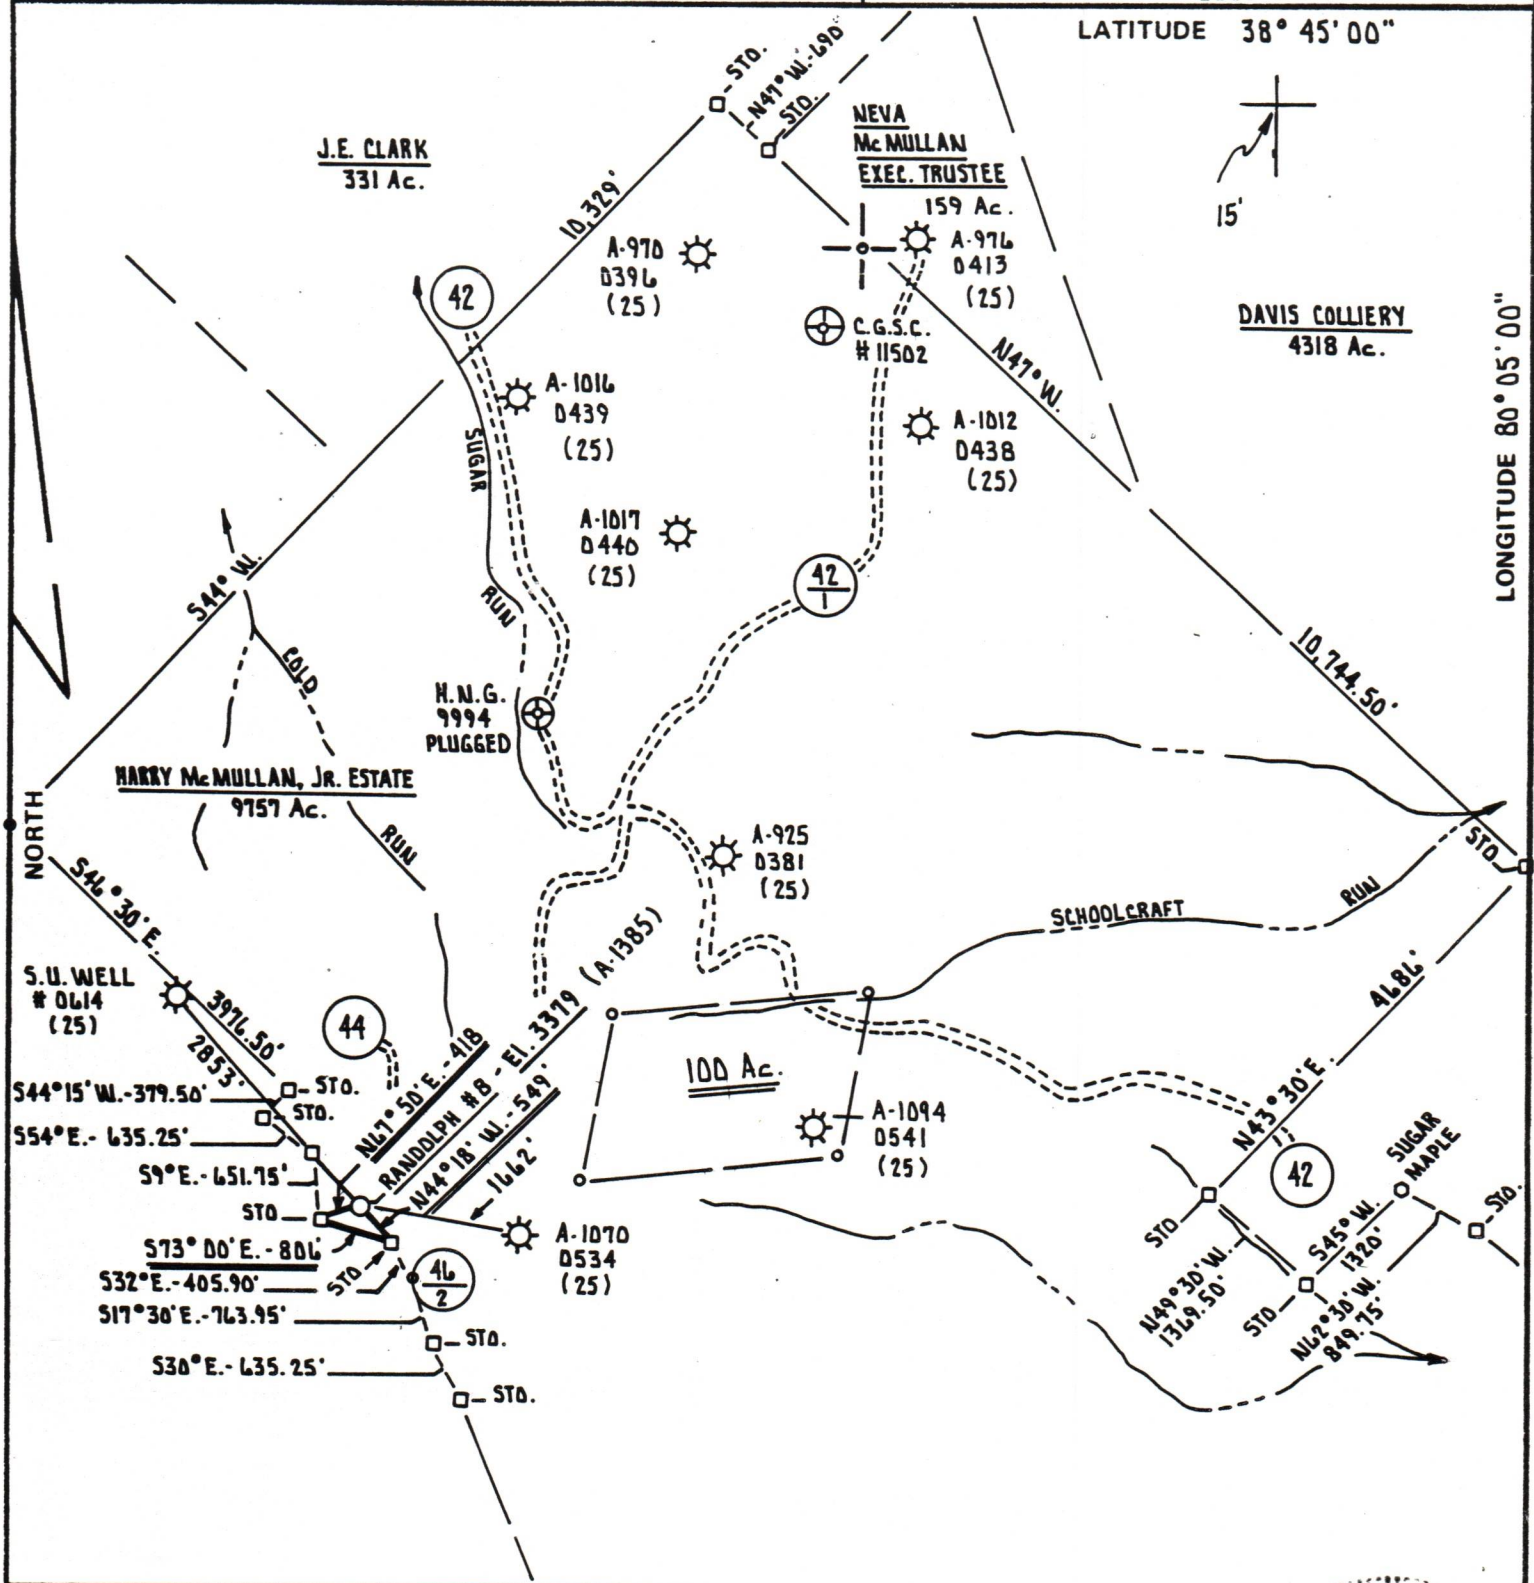 LATITUDE 38° 45' 00"
15'
LONGITUDE 80° 05' 00"
STO.
N47° W.-690'
STO.
NEVA
McMULLAN
EXEC. TRUSTEE
159 Ac.
J.E. CLARK
331 Ac.
10,329'
A-970
0396
(25)
A-976
0413
(25)
42
C.G.S.C.
# 11502
DAVIS COLLIERY
4318 Ac.
N47° W.
A-1016
0439
(25)
A-1012
0438
(25)
SUGAR
RUN
A-1017
0440
(25)
42
1
S44° W.
COLD
RUN
10,744.50'
H.N.G.
9994
PLUGGED
HARRY McMULLAN, JR. ESTATE
9757 Ac.
NORTH
S46°30'E.
A-925
0381
(25)
STO.
SCHOOLCRAFT
RUN
4686'
N43°30'E.
S.U. WELL
# 0614
(25)
3976.50'
2853'
44
STO.
S44°15'W.-379.50'
STO.
S54°E.- 635.25'
S9°E.-651.75'
STO
S73° 00'E.-806'
S32°E.-405.90'
STO
S17°30'E.-763.95'
STO.
S30°E.-635.25'
STO.
N67° 50'E.-418
RANDOLPH #8 - El. 3379 (A-1385)
N44°18' W.-549'
1662'
100 Ac.
A-1094
0541
(25)
A-1070
0534
(25)
46
2
42
SUGAR
MAPLE
STO.
STO
N49°30'W.
1369.50'
S45° W.
1320'
STO
N62°30'W.
849.75'